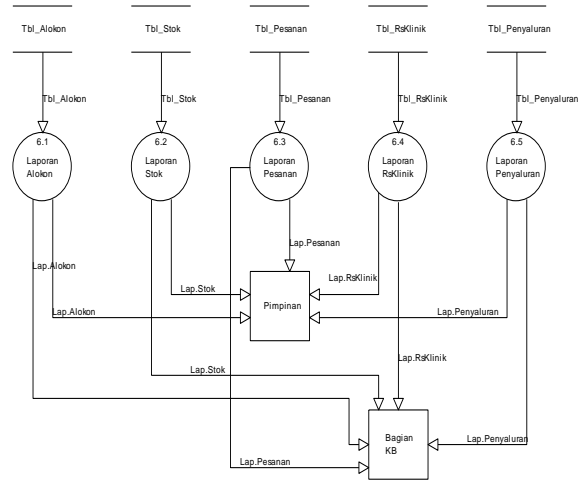 Tbl_Alokon
Tbl_Stok
Tbl_Pesanan
Tbl_RsKlinik
Tbl_Penyaluran
Tbl_Alokon
Tbl_Stok
Tbl_Pesanan
Tbl_RsKlinik
Tbl_Penyaluran
6.1
Laporan
Alokon
6.2
Laporan
Stok
6.3
Laporan
Pesanan
6.4
Laporan
RsKlinik
6.5
Laporan
Penyaluran
Lap.Pesanan
Lap.Alokon
Lap.RsKlinik
Lap.Stok
Pimpinan
Lap.Alokon
Lap.Penyaluran
Lap.RsKlinik
Lap.Stok
Bagian
KB
Lap.Penyaluran
Lap.Pesanan